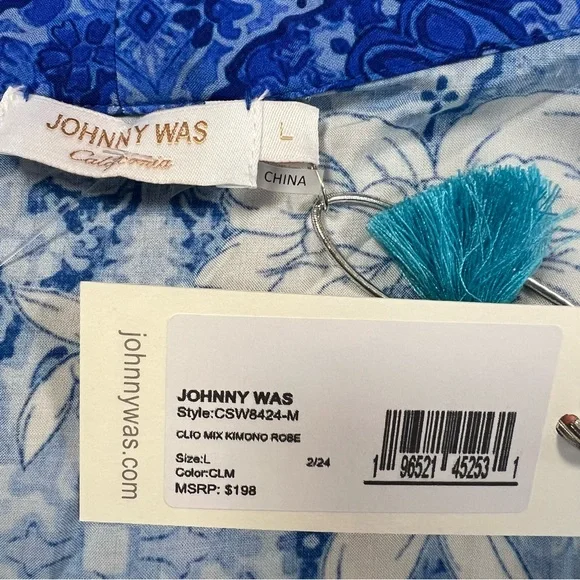 JOHNNY WAS
California
L
CHINA
johnnywas.com
JOHNNY WAS
Style:CSW8424-M
CLIO MIX KIMONO ROBE
Size:L 2/24
Color:CLM
MSRP: $198
1 96521 45253 1